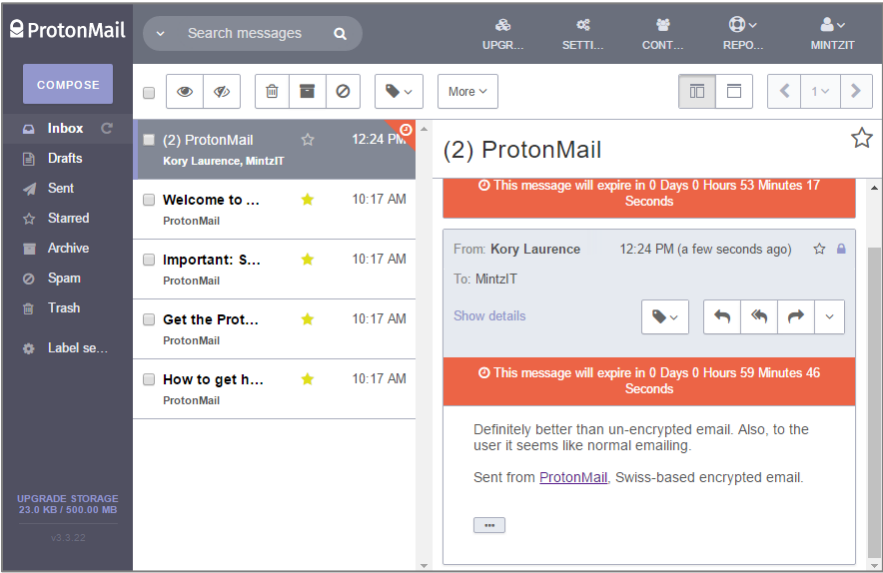 ProtonMail
Search messages
UPGR...
SETTI...
CONT...
REPO...
MINTZIT
COMPOSE
More
1
Inbox
Drafts
Sent
Starred
Archive
Spam
Trash
Label se...
UPGRADE STORAGE
23.0 KB / 500.00 MB
v3.3.22
(2) ProtonMail
12:24 PM
Kory Laurence, MintzIT
Welcome to ...
10:17 AM
ProtonMail
Important: S...
10:17 AM
ProtonMail
Get the Prot...
10:17 AM
ProtonMail
How to get h...
10:17 AM
ProtonMail
(2) ProtonMail
This message will expire in 0 Days 0 Hours 53 Minutes 17
Seconds
From: Kory Laurence
12:24 PM (a few seconds ago)
To: MintzIT
Show details
This message will expire in 0 Days 0 Hours 59 Minutes 46
Seconds
Definitely better than un-encrypted email. Also, to the
user it seems like normal emailing.
Sent from ProtonMail, Swiss-based encrypted email.